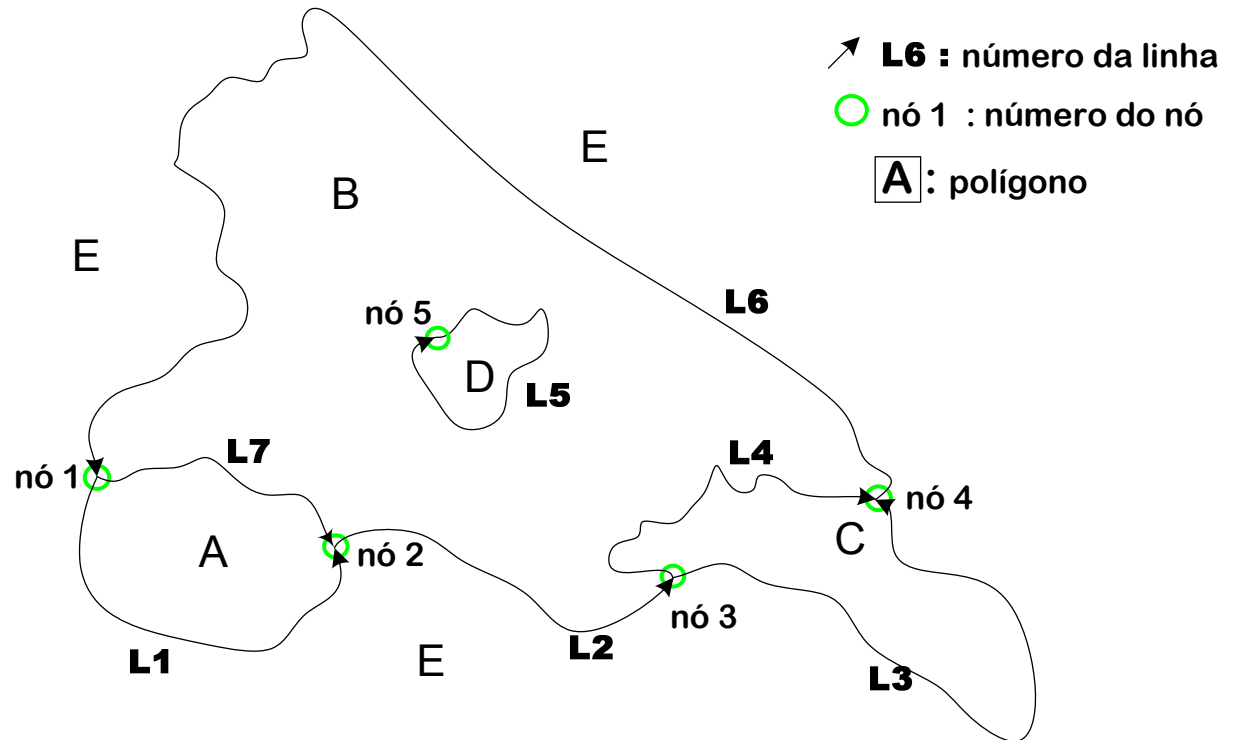 L6 : número da linha
nó 1 : número do nó
A : polígono
E
B
E
L6
nó 5
D
L5
L7
L4
nó 1
nó 4
A
nó 2
C
nó 3
L1
E
L2
L3